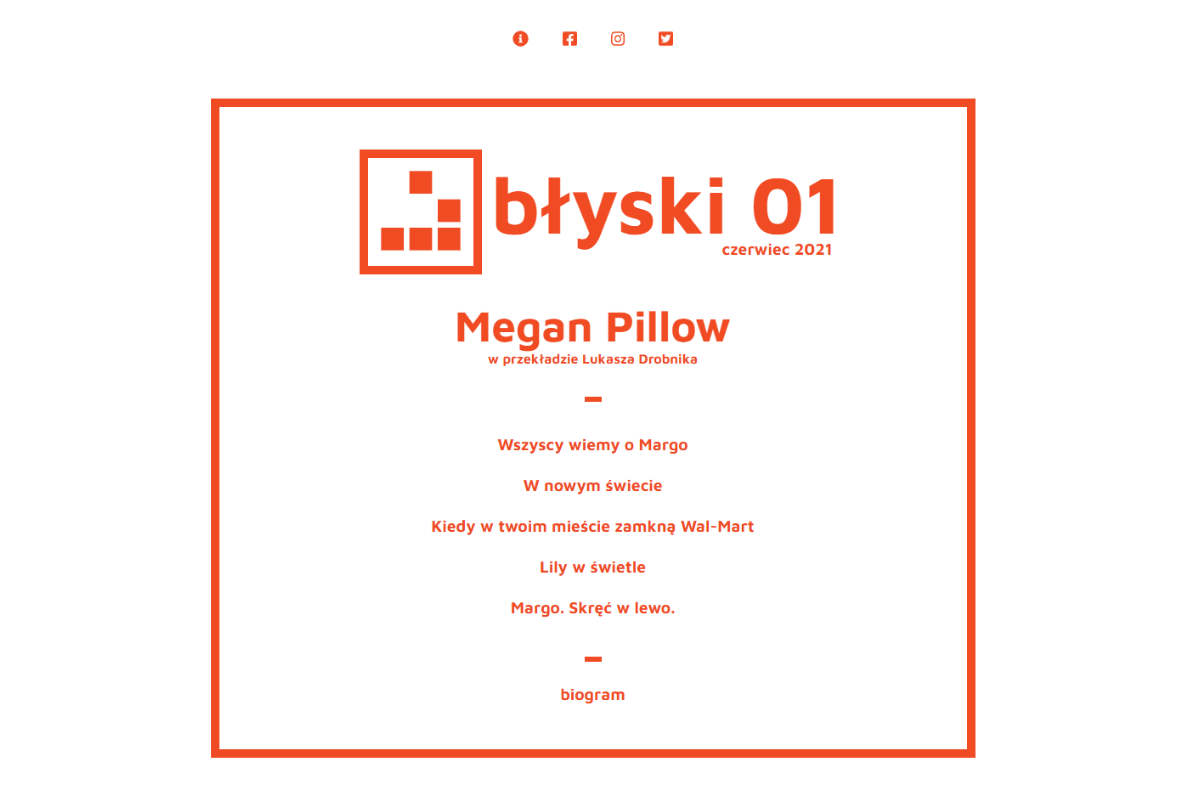 błyski 01
czerwiec 2021
Megan Pillow
w przekładzie Lukasza Drobnika
Wszyscy wiemy o Margo
W nowym świecie
Kiedy w twoim mieście zamkną Wal-Mart
Lily w świetle
Margo. Skręć w lewo.
biogram